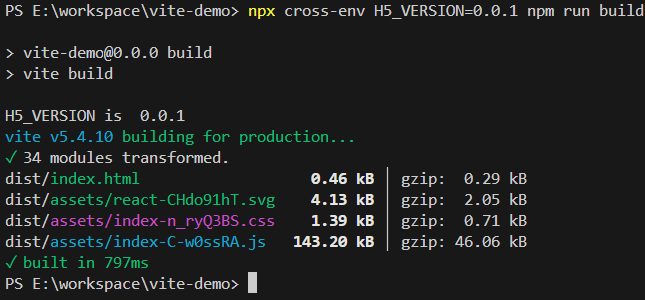 PS E:\workspace\vite-demo> npx cross-env H5_VERSION=0.0.1 npm run build
> vite-demo@0.0.0 build
> vite build
H5_VERSION is  0.0.1
vite v5.4.10 building for production...
✓ 34 modules transformed.
dist/index.html                   0.46 kB │ gzip:  0.29 kB
dist/assets/react-CHdo91hT.svg    4.13 kB │ gzip:  2.05 kB
dist/assets/index-n_ryQ3BS.css    1.39 kB │ gzip:  0.71 kB
dist/assets/index-C-w0ssRA.js   143.20 kB │ gzip: 46.06 kB
✓ built in 797ms
PS E:\workspace\vite-demo>